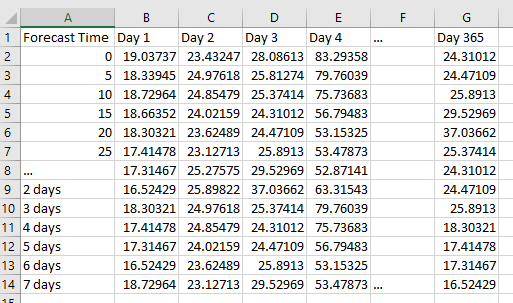 A B C D E F G
1 Forecast Time Day 1 Day 2 Day 3 Day 4 ... Day 365
2 0 19.03737 23.43247 28.08613 83.29358 24.31012
3 5 18.33945 24.97618 25.81274 79.76039 24.47109
4 10 18.72964 24.85479 25.37414 75.73683 25.8913
5 15 18.66352 24.02159 24.31012 56.79483 29.52969
6 20 18.30321 23.62489 24.47109 53.15325 37.03662
7 25 17.41478 23.12713 25.8913 53.47873 25.37414
8 ... 17.31467 25.27575 29.52969 52.87141 24.31012
9 2 days 16.52429 25.89822 37.03662 63.31543 24.47109
10 3 days 18.30321 24.97618 25.37414 79.76039 25.8913
11 4 days 17.41478 24.85479 24.31012 75.73683 18.30321
12 5 days 17.31467 24.02159 24.47109 56.79483 17.41478
13 6 days 16.52429 23.62489 25.8913 53.15325 17.31467
14 7 days 18.72964 23.12713 29.52969 53.47873 ... 16.52429